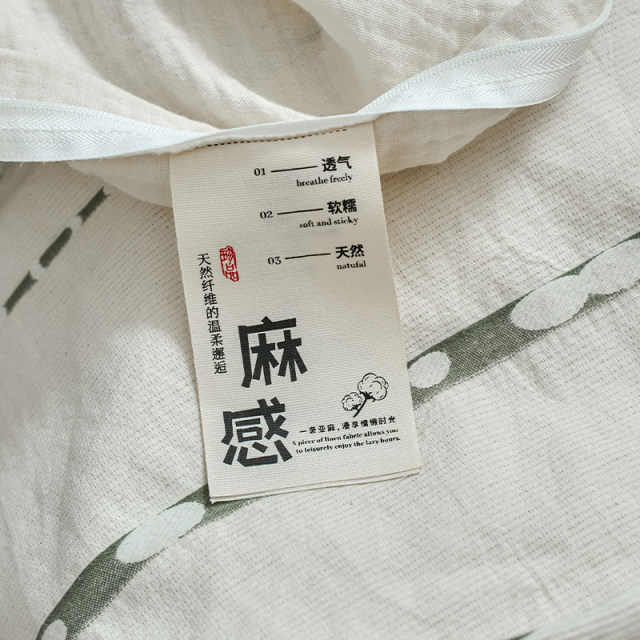 01 —— 透气
breathe freely
02 —— 软糯
soft and sticky
03 —— 天然
natufal
天然纤维的温柔邂逅
麻感
一季亚麻，漫享慵懒时光
A piece of linen fabric allows you
to leisurely enjoy the lazy hours.